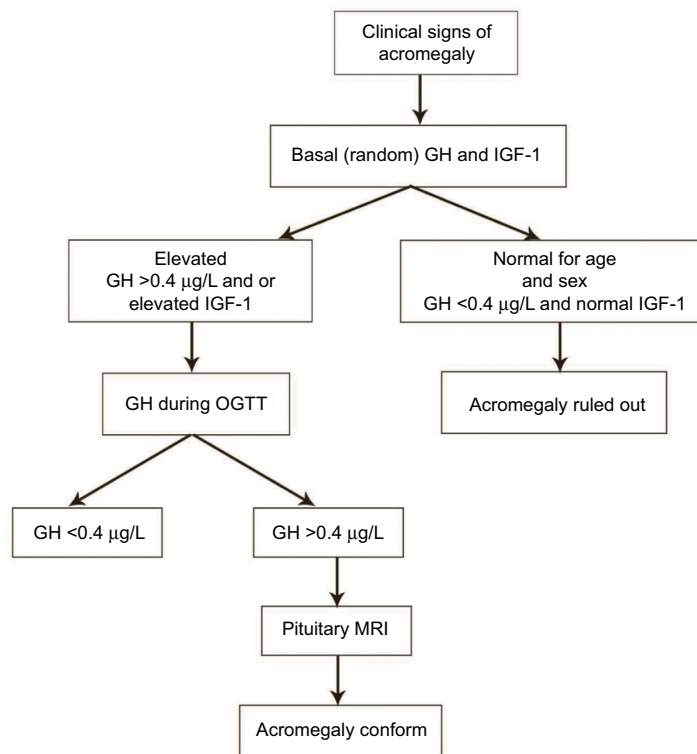 Clinical signs of
acromegaly
Basal (random) GH and IGF-1
Elevated
GH >0.4 μg/L and or
elevated IGF-1
Normal for age
and sex
GH <0.4 μg/L and normal IGF-1
GH during OGTT
Acromegaly ruled out
GH <0.4 μg/L
GH >0.4 μg/L
Pituitary MRI
Acromegaly conform